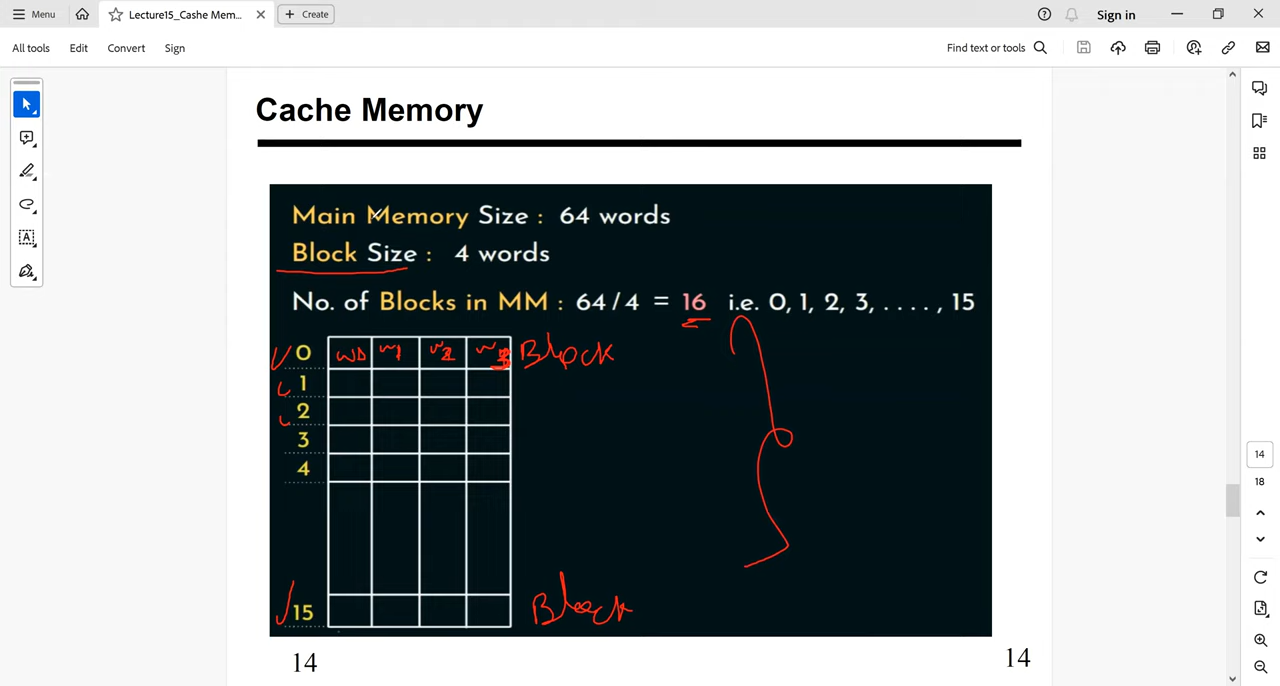 Menu Lecture15_Cashe Mem... Create Sign in
All tools Edit Convert Sign Find text or tools
Cache Memory
Main Memory Size : 64 words
Block Size : 4 words
No. of Blocks in MM : 64/4 = 16 i.e. 0, 1, 2, 3, . . . . , 15
0 w0 w1 w2 w3 Block
1
2
3
4
15 Block
14 14
14
18